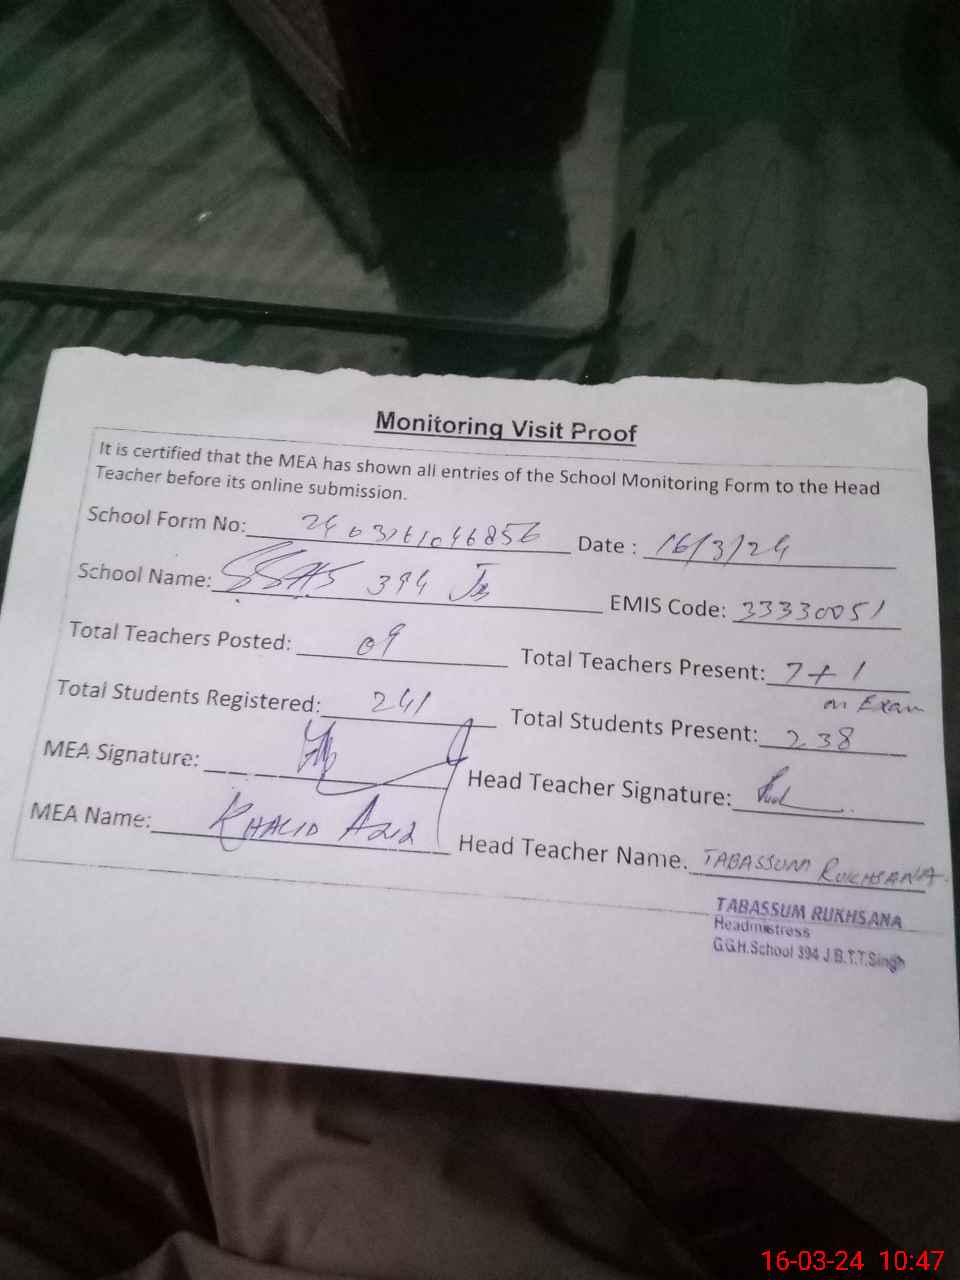 Monitoring Visit Proof
It is certified that the MEA has shown all entries of the School Monitoring Form to the Head
Teacher before its online submission.
School Form No: Date : 16/3/24
School Name: 394 JB EMIS Code: 33330051
Total Teachers Posted: 09 Total Teachers Present: 7+1
on Exam
Total Students Registered: 241 Total Students Present: 238
MEA Signature: Head Teacher Signature:
MEA Name: KHALID AZIZ Head Teacher Name. TABASSUM RUKHSANA
TABASSUM RUKHSANA
Headmistress
G.G.H.School 394 J.B.T.T.Singh
16-03-24 10:47